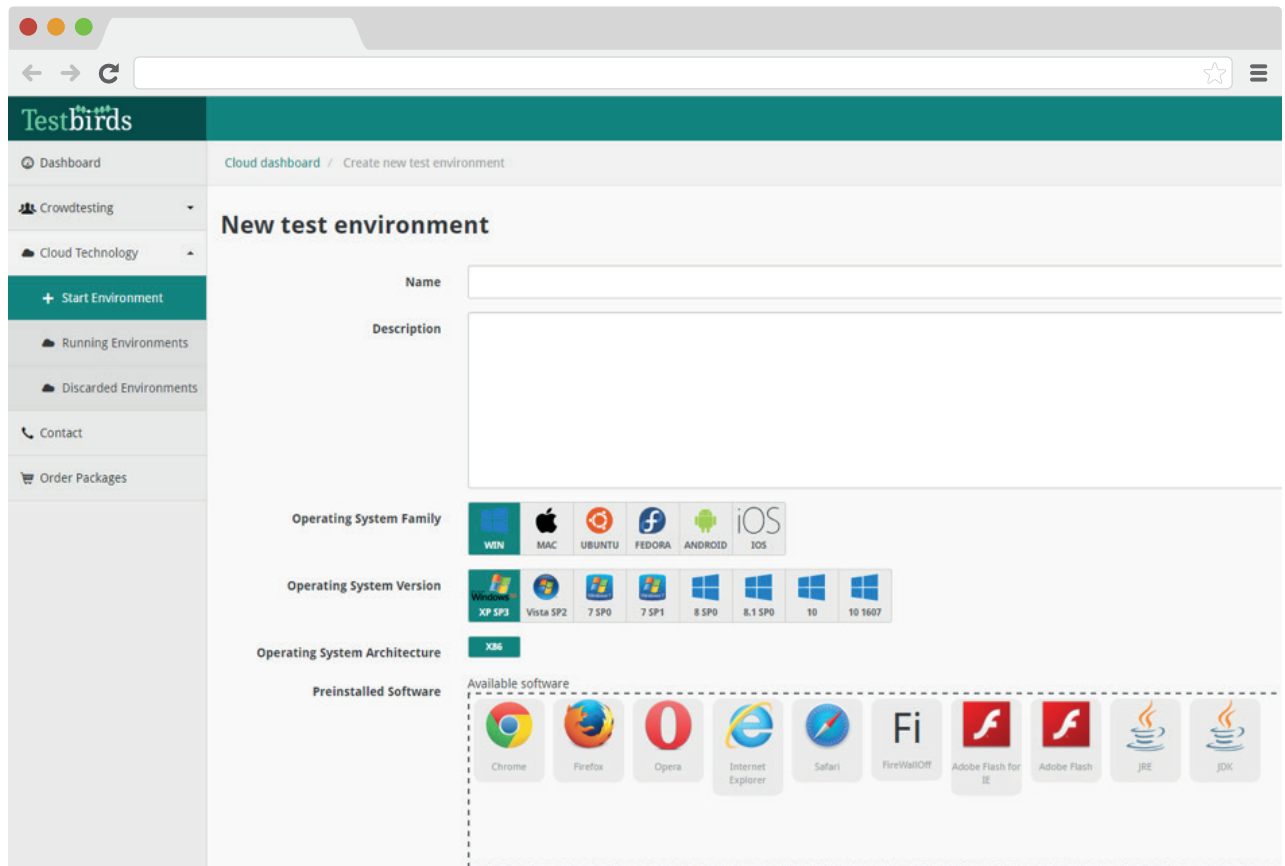 Testbirds
Dashboard
Cloud dashboard / Create new test environment
Crowdtesting
Cloud Technology
Start Environment
Running Environments
Discarded Environments
Contact
Order Packages
New test environment
Name
Description
Operating System Family
WIN MAC UBUNTU FEDORA ANDROID iOS IOS
Operating System Version
Windows XP SP3 Vista SP2 7 SP0 7 SP1 8 SP0 8.1 SP0 10 10 1607
Operating System Architecture
X86
Preinstalled Software
Available software
Fi
Chrome Firefox Opera Internet Explorer Safari FireWallOff Adobe Flash for IE Adobe Flash JRE JDK